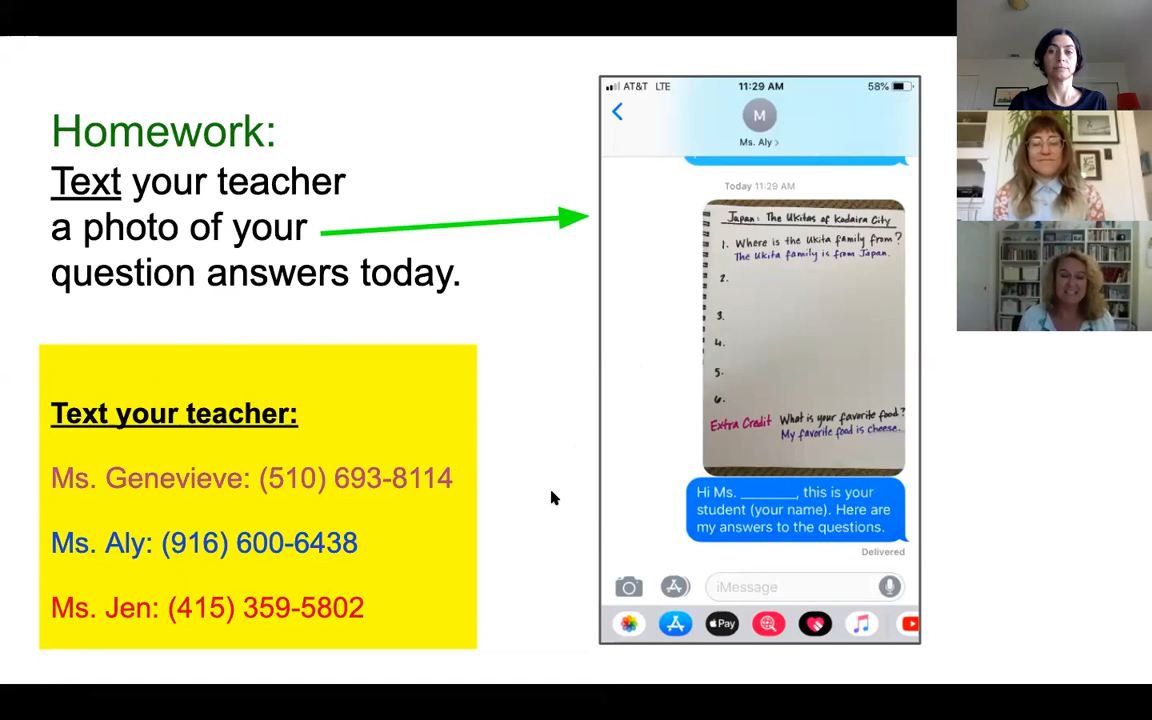 Homework:
Text your teacher
a photo of your
question answers today.
Text your teacher:
Ms. Genevieve: (510) 693-8114
Ms. Aly: (916) 600-6438
Ms. Jen: (415) 359-5802
AT&T LTE 11:29 AM 58%
M
Ms. Aly >
Today 11:29 AM
Japan: The Ukitas of Kodaira City
1. Where is the Ukita family from?
The Ukita family is from Japan.
2.
3.
4.
5.
6.
Extra Credit What is your favorite food?
My favorite food is cheese.
Hi Ms. _______, this is your
student (your name). Here are
my answers to the questions.
Delivered
iMessage
Pay